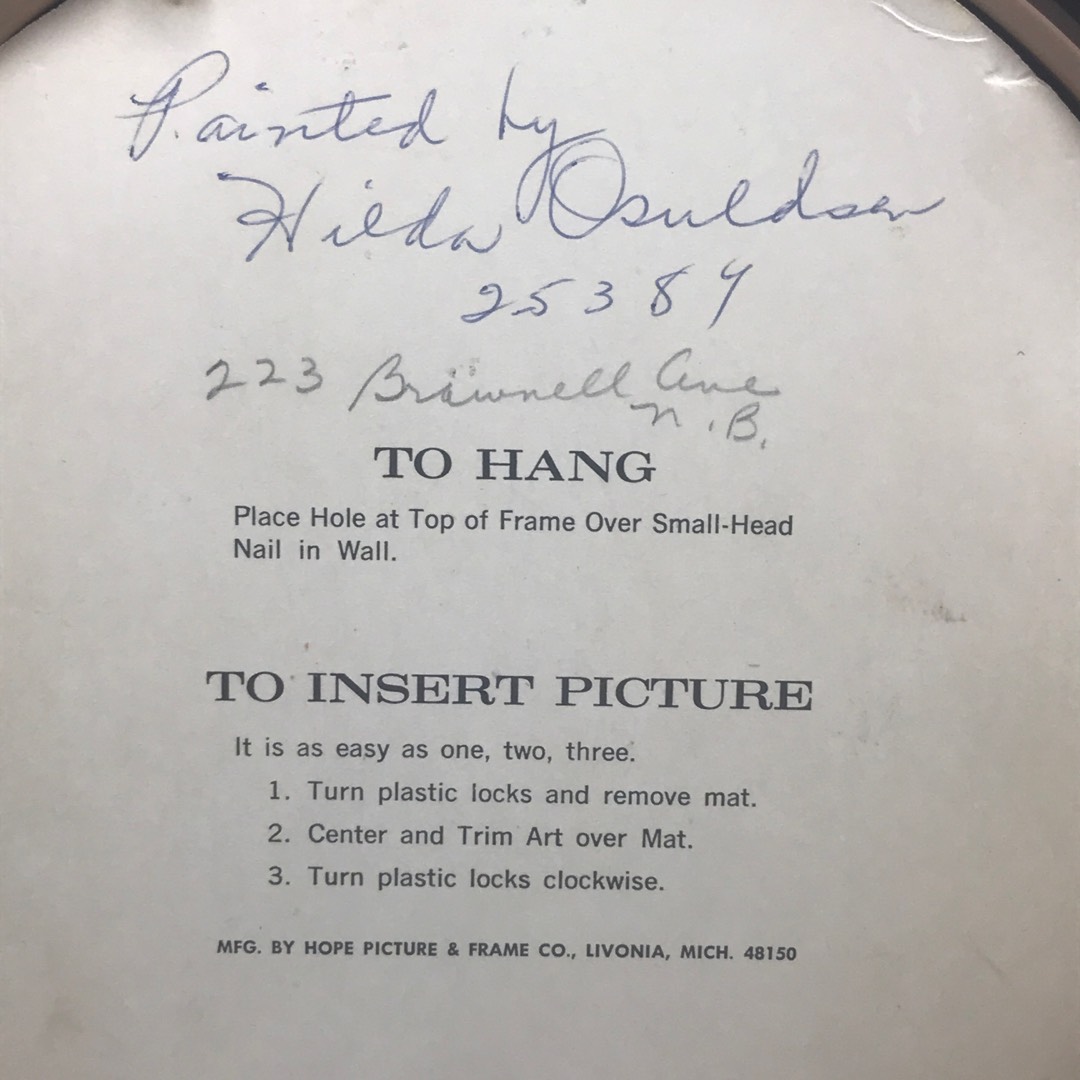 Painted by
Hilda Osuldsen
25389
223 Brownell Ave
N.B.
TO HANG
Place Hole at Top of Frame Over Small-Head
Nail in Wall.
TO INSERT PICTURE
It is as easy as one, two, three.
1. Turn plastic locks and remove mat.
2. Center and Trim Art over Mat.
3. Turn plastic locks clockwise.
MFG. BY HOPE PICTURE & FRAME CO., LIVONIA, MICH. 48150